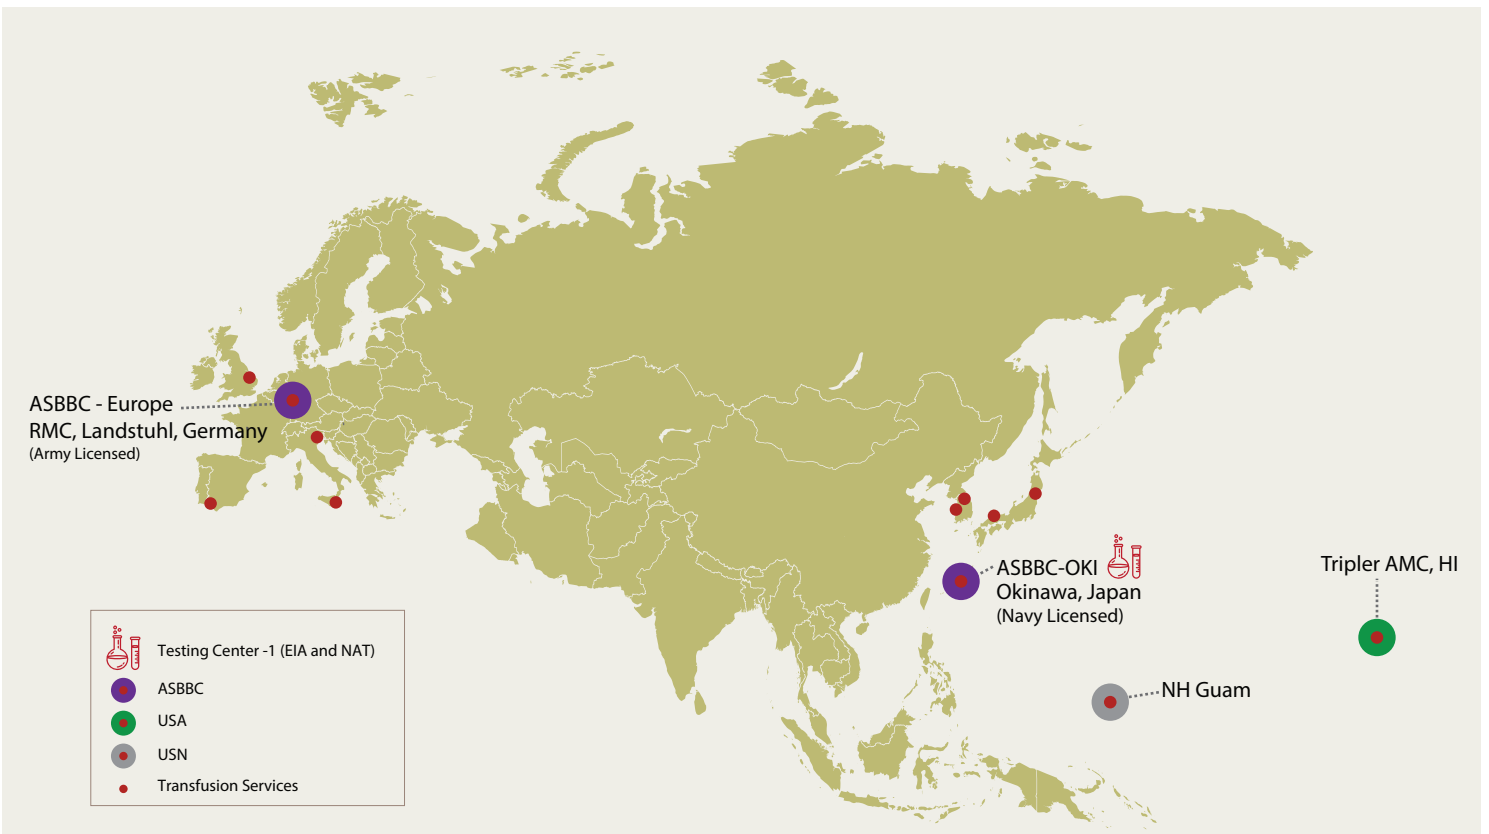 ASBBC - Europe
RMC, Landstuhl, Germany
(Army Licensed)
ASBBC-OKI
Okinawa, Japan
(Navy Licensed)
Tripler AMC, HI
NH Guam
Testing Center -1 (EIA and NAT)
ASBBC
USA
USN
Transfusion Services